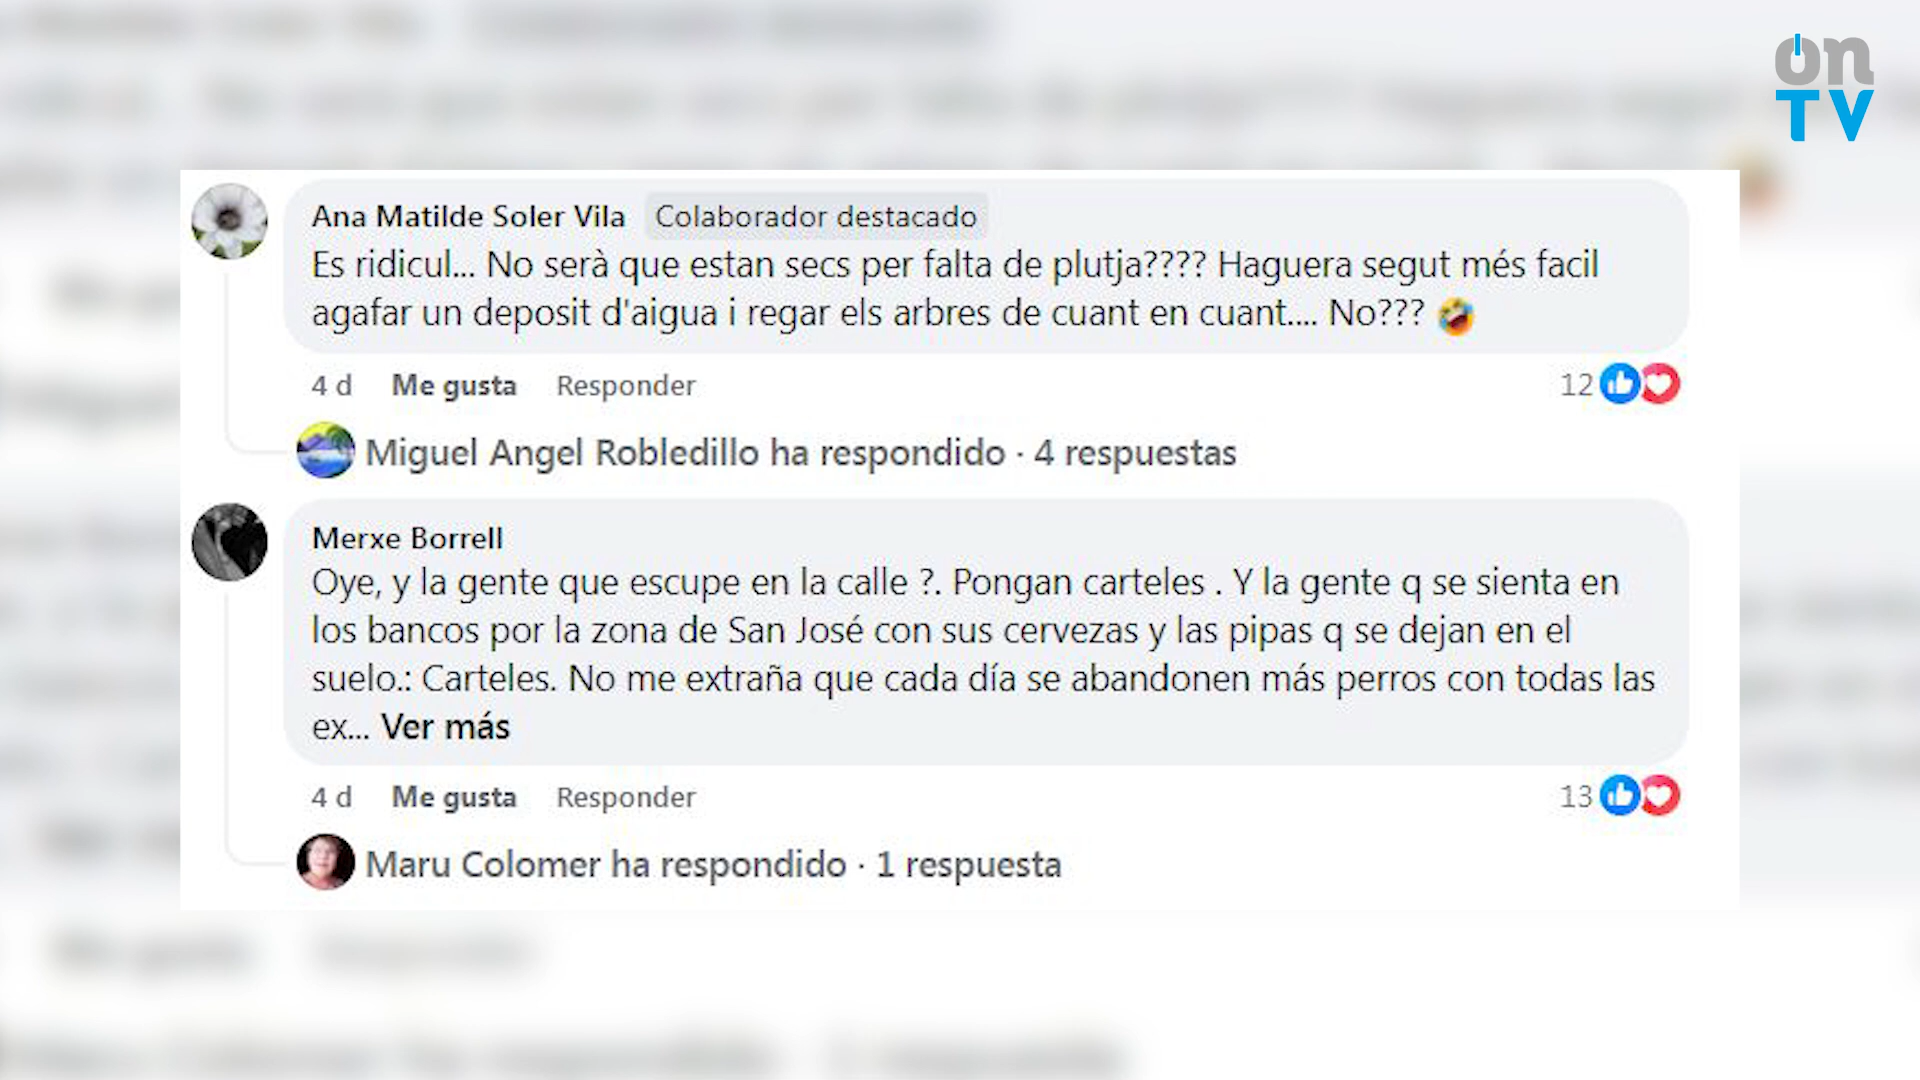 on
TV
Ana Matilde Soler Vila Colaborador destacado
Es ridicul... No serà que estan secs per falta de plutja???? Haguera segut més facil
agafar un deposit d'aigua i regar els arbres de cuant en cuant.... No??? 🤣
4 d Me gusta Responder 12
Miguel Angel Robledillo ha respondido · 4 respuestas
Merxe Borrell
Oye, y la gente que escupe en la calle ?. Pongan carteles . Y la gente q se sienta en
los bancos por la zona de San José con sus cervezas y las pipas q se dejan en el
suelo.: Carteles. No me extraña que cada día se abandonen más perros con todas las
ex... Ver más
4 d Me gusta Responder 13
Maru Colomer ha respondido · 1 respuesta